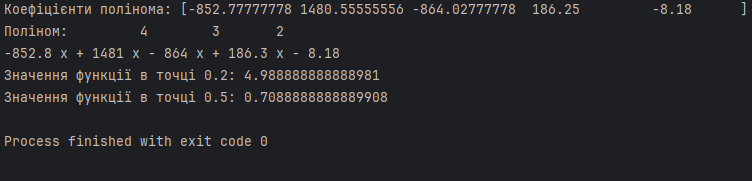 Коефіцієнти полінома: [-852.77777778 1480.55555556 -864.02777778  186.25         -8.18      ]
Поліном:         4        3       2
-852.8 x + 1481 x - 864 x + 186.3 x - 8.18
Значення функції в точці 0.2: 4.988888888888981
Значення функції в точці 0.5: 0.7088888888889908
Process finished with exit code 0